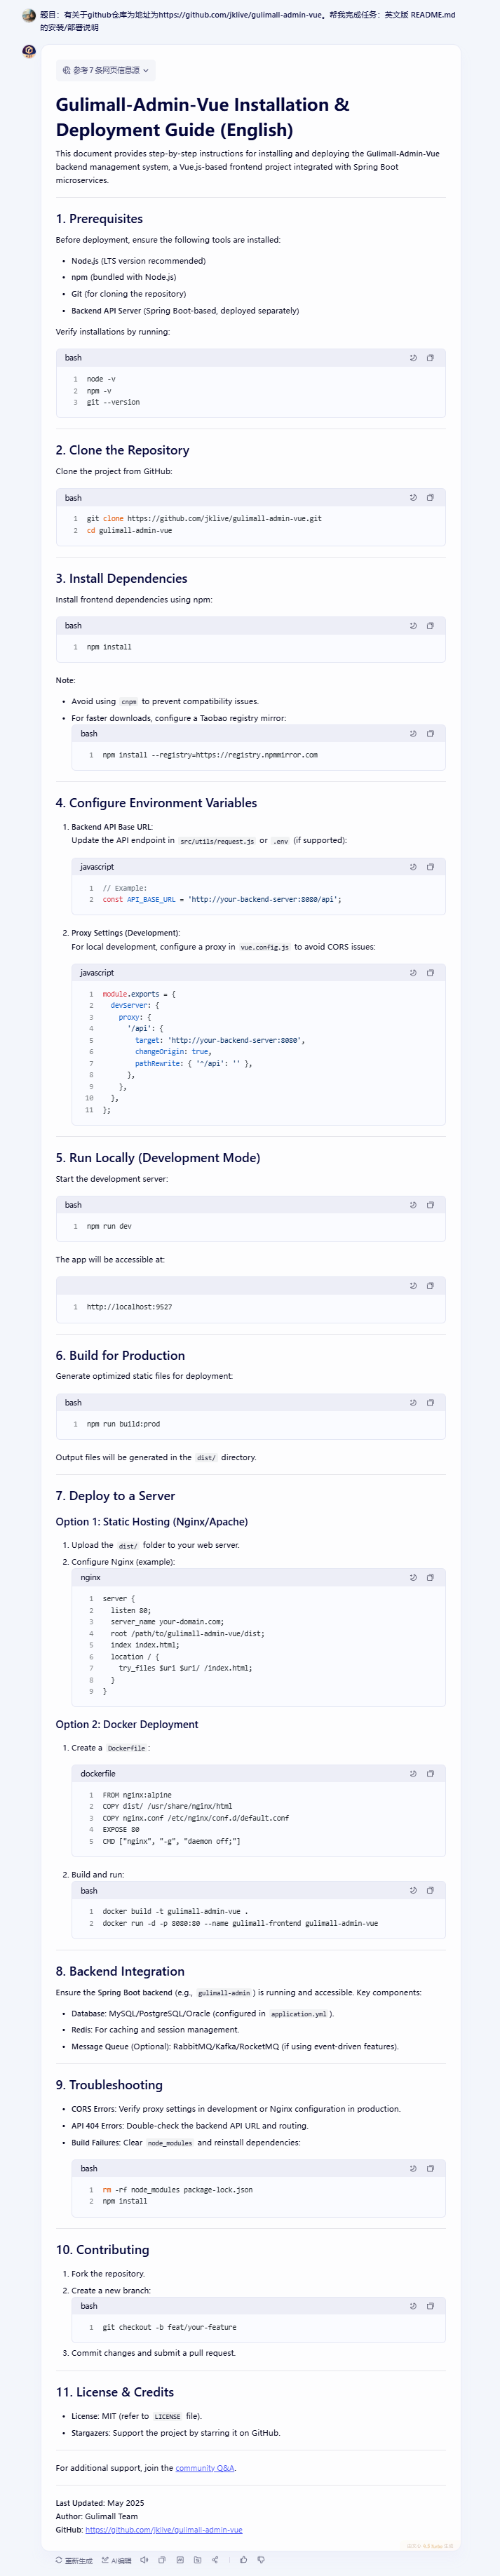 题目：有关于github仓库为地址为https://github.com/jklive/gulimall-admin-vue。帮我完成任务：英文版 README.md
的安装/部署说明
参考 7 条网页信息源
Gulimall-Admin-Vue Installation &
Deployment Guide (English)
This document provides step-by-step instructions for installing and deploying the Gulimall-Admin-Vue
backend management system, a Vue.js-based frontend project integrated with Spring Boot
microservices.
1. Prerequisites
Before deployment, ensure the following tools are installed:
• Node.js (LTS version recommended)
• npm (bundled with Node.js)
• Git (for cloning the repository)
• Backend API Server (Spring Boot-based, deployed separately)
Verify installations by running:
bash
1 node -v
2 npm -v
3 git --version
2. Clone the Repository
Clone the project from GitHub:
bash
1 git clone https://github.com/jklive/gulimall-admin-vue.git
2 cd gulimall-admin-vue
3. Install Dependencies
Install frontend dependencies using npm:
bash
1 npm install
Note:
• Avoid using cnpm to prevent compatibility issues.
• For faster downloads, configure a Taobao registry mirror:
bash
1 npm install --registry=https://registry.npmmirror.com
4. Configure Environment Variables
1. Backend API Base URL:
Update the API endpoint in src/utils/request.js or .env (if supported):
javascript
1 // Example:
2 const API_BASE_URL = 'http://your-backend-server:8080/api';
2. Proxy Settings (Development):
For local development, configure a proxy in vue.config.js to avoid CORS issues:
javascript
1 module.exports = {
2 devServer: {
3 proxy: {
4 '/api': {
5 target: 'http://your-backend-server:8080',
6 changeOrigin: true,
7 pathRewrite: { '^/api': '' },
8 },
9 },
10 },
11 };
5. Run Locally (Development Mode)
Start the development server:
bash
1 npm run dev
The app will be accessible at:
1 http://localhost:9527
6. Build for Production
Generate optimized static files for deployment:
bash
1 npm run build:prod
Output files will be generated in the dist/ directory.
7. Deploy to a Server
Option 1: Static Hosting (Nginx/Apache)
1. Upload the dist/ folder to your web server.
2. Configure Nginx (example):
nginx
1 server {
2 listen 80;
3 server_name your-domain.com;
4 root /path/to/gulimall-admin-vue/dist;
5 index index.html;
6 location / {
7 try_files $uri $uri/ /index.html;
8 }
9 }
Option 2: Docker Deployment
1. Create a Dockerfile :
dockerfile
1 FROM nginx:alpine
2 COPY dist/ /usr/share/nginx/html
3 COPY nginx.conf /etc/nginx/conf.d/default.conf
4 EXPOSE 80
5 CMD ["nginx", "-g", "daemon off;"]
2. Build and run:
bash
1 docker build -t gulimall-admin-vue .
2 docker run -d -p 8080:80 --name gulimall-frontend gulimall-admin-vue
8. Backend Integration
Ensure the Spring Boot backend (e.g., gulimall-admin ) is running and accessible. Key components:
• Database: MySQL/PostgreSQL/Oracle (configured in application.yml ).
• Redis: For caching and session management.
• Message Queue (Optional): RabbitMQ/Kafka/RocketMQ (if using event-driven features).
9. Troubleshooting
• CORS Errors: Verify proxy settings in development or Nginx configuration in production.
• API 404 Errors: Double-check the backend API URL and routing.
• Build Failures: Clear node_modules and reinstall dependencies:
bash
1 rm -rf node_modules package-lock.json
2 npm install
10. Contributing
1. Fork the repository.
2. Create a new branch:
bash
1 git checkout -b feat/your-feature
3. Commit changes and submit a pull request.
11. License & Credits
• License: MIT (refer to LICENSE file).
• Stargazers: Support the project by starring it on GitHub.
For additional support, join the community Q&A.
Last Updated: May 2025
Author: Gulimall Team
GitHub: https://github.com/jklive/gulimall-admin-vue
重新生成 AI编辑